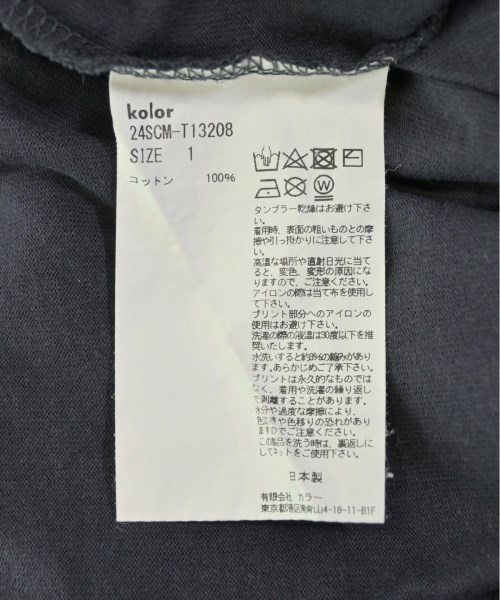 kolor
24SCM-T13208
SIZE 1
コットン 100%
W
タンブラー乾燥はお避け下さ
い。
着用時、表面の粗いものとの摩
擦や引っ掛かりに注意して下さ
い。
高温な場所や直射日光に当て
ると、変色、変形の原因にな
りますので、ご注意ください。
アイロンの際は当て布を使用し
て下さい。
プリント部分へのアイロンの
使用はお避け下さい。
洗濯の際の液温は30度以下を推
奨いたします。
水洗いすると約3%の縮みがあり
ます。あらかじめご了承下さい。
プリントは永久的なものでは
なく、着用や洗濯の繰り返し
で剥離することがあります。
水分や過度な摩擦により、
色泣きや色移りの恐れがあり
ますのでご注意下さい。
この製品を洗う時は、裏返しに
してネットをご使用下さい。
日本製
有限会社 カラー
東京都港区南青山4-18-11-B1F